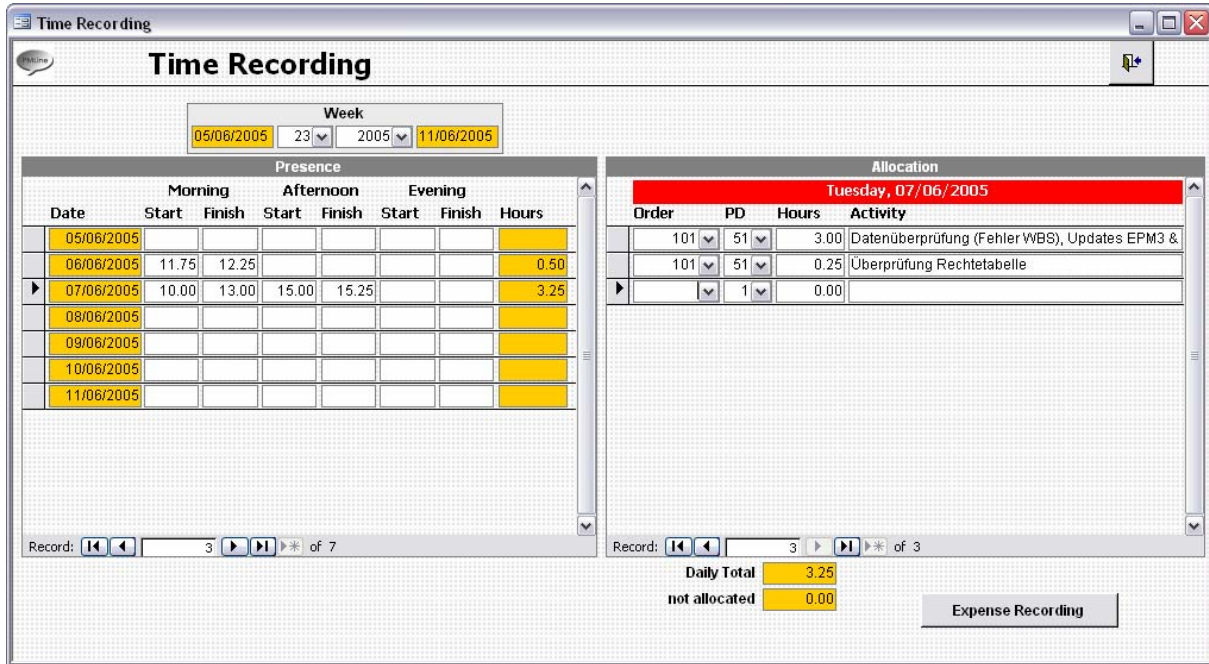 Time Recording
PMLine
Time Recording
Week
05/06/2005 23 2005 11/06/2005
Presence
Morning Afternoon Evening
Date Start Finish Start Finish Start Finish Hours
05/06/2005
06/06/2005 11.75 12.25 0.50
07/06/2005 10.00 13.00 15.00 15.25 3.25
08/06/2005
09/06/2005
10/06/2005
11/06/2005
Record: 3 of 7
Allocation
Tuesday, 07/06/2005
Order PD Hours Activity
101 51 3.00 Datenüberprüfung (Fehler WBS), Updates EPM3 &
101 51 0.25 Überprüfung Rechtetabelle
1 0.00
Record: 3 of 3
Daily Total 3.25
not allocated 0.00
Expense Recording